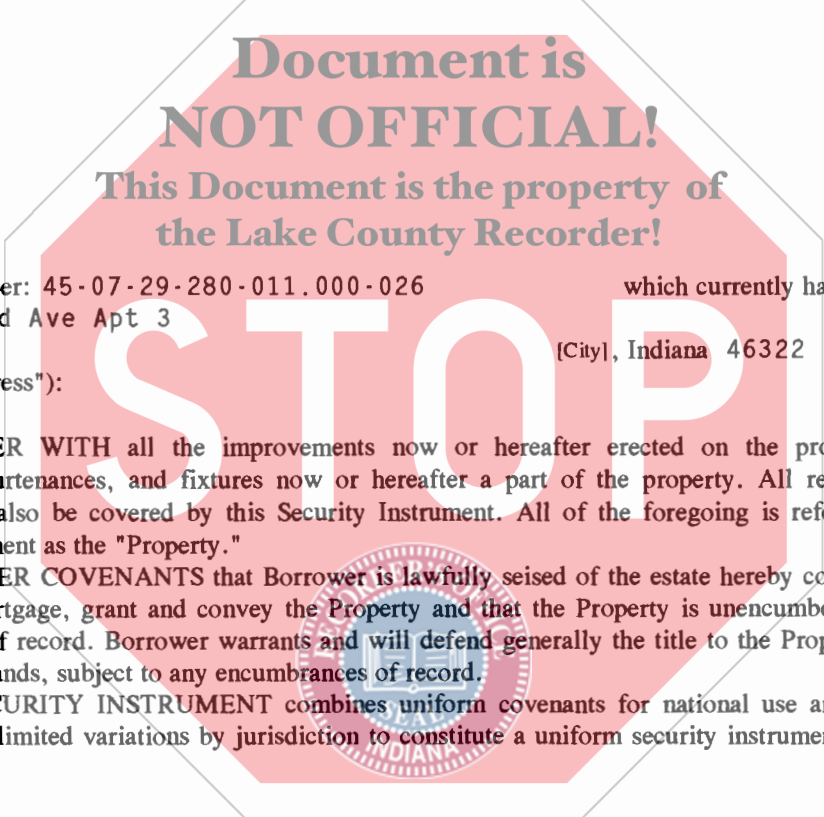 Document is
NOT OFFICIAL!
This Document is the property of
the Lake County Recorder!
er: 45-07-29-280-011.000-026 which currently ha
d Ave Apt 3
[City], Indiana 46322
ess"):
STOP
ER WITH all the improvements now or hereafter erected on the pro
urtenances, and fixtures now or hereafter a part of the property. All re
also be covered by this Security Instrument. All of the foregoing is refe
ent as the "Property."
ER COVENANTS that Borrower is lawfully seised of the estate hereby co
rtgage, grant and convey the Property and that the Property is unencumbe
f record. Borrower warrants and will defend generally the title to the Prop
ands, subject to any encumbrances of record.
CURITY INSTRUMENT combines uniform covenants for national use a
limited variations by jurisdiction to constitute a uniform security instrume
SEAL
INDIANA